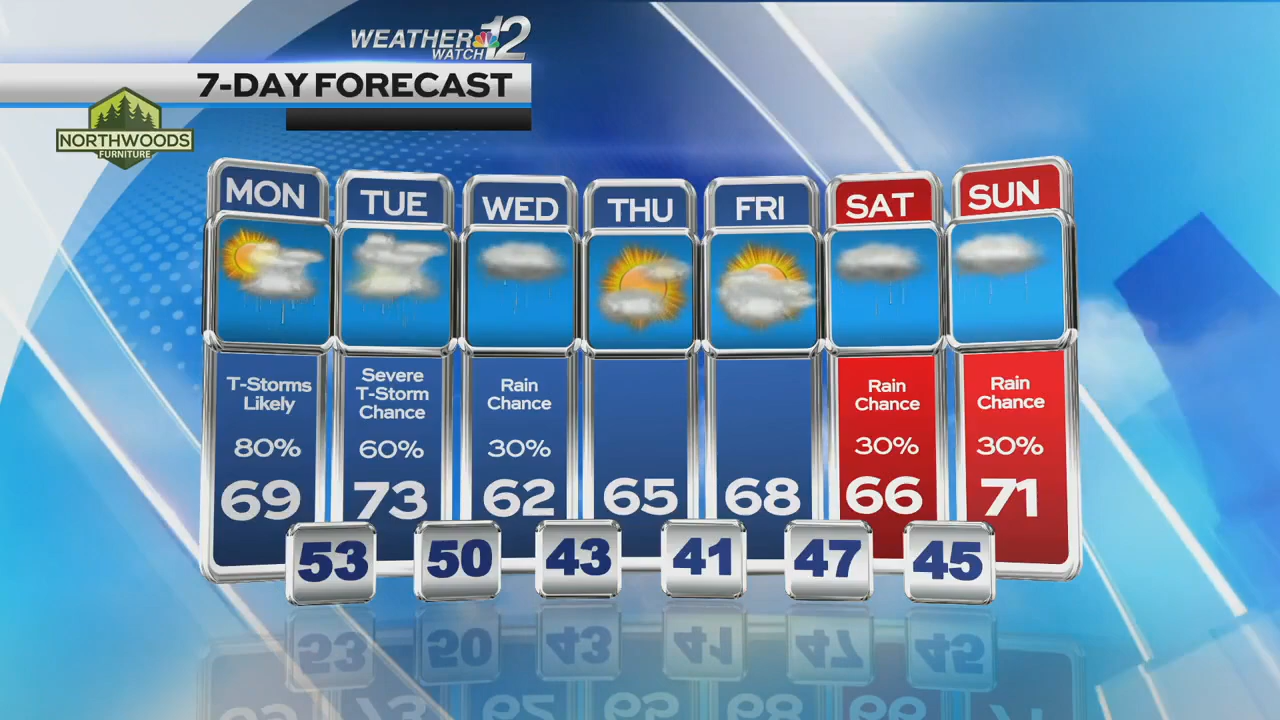 WEATHER
WATCH 12
7-DAY FORECAST
NORTHWOODS
FURNITURE
MON
TUE
WED
THU
FRI
SAT
SUN
T-Storms
Likely
80%
Severe
T-Storm
Chance
60%
Rain
Chance
30%
Rain
Chance
30%
Rain
Chance
30%
69
73
62
65
68
66
71
53
50
43
41
47
45